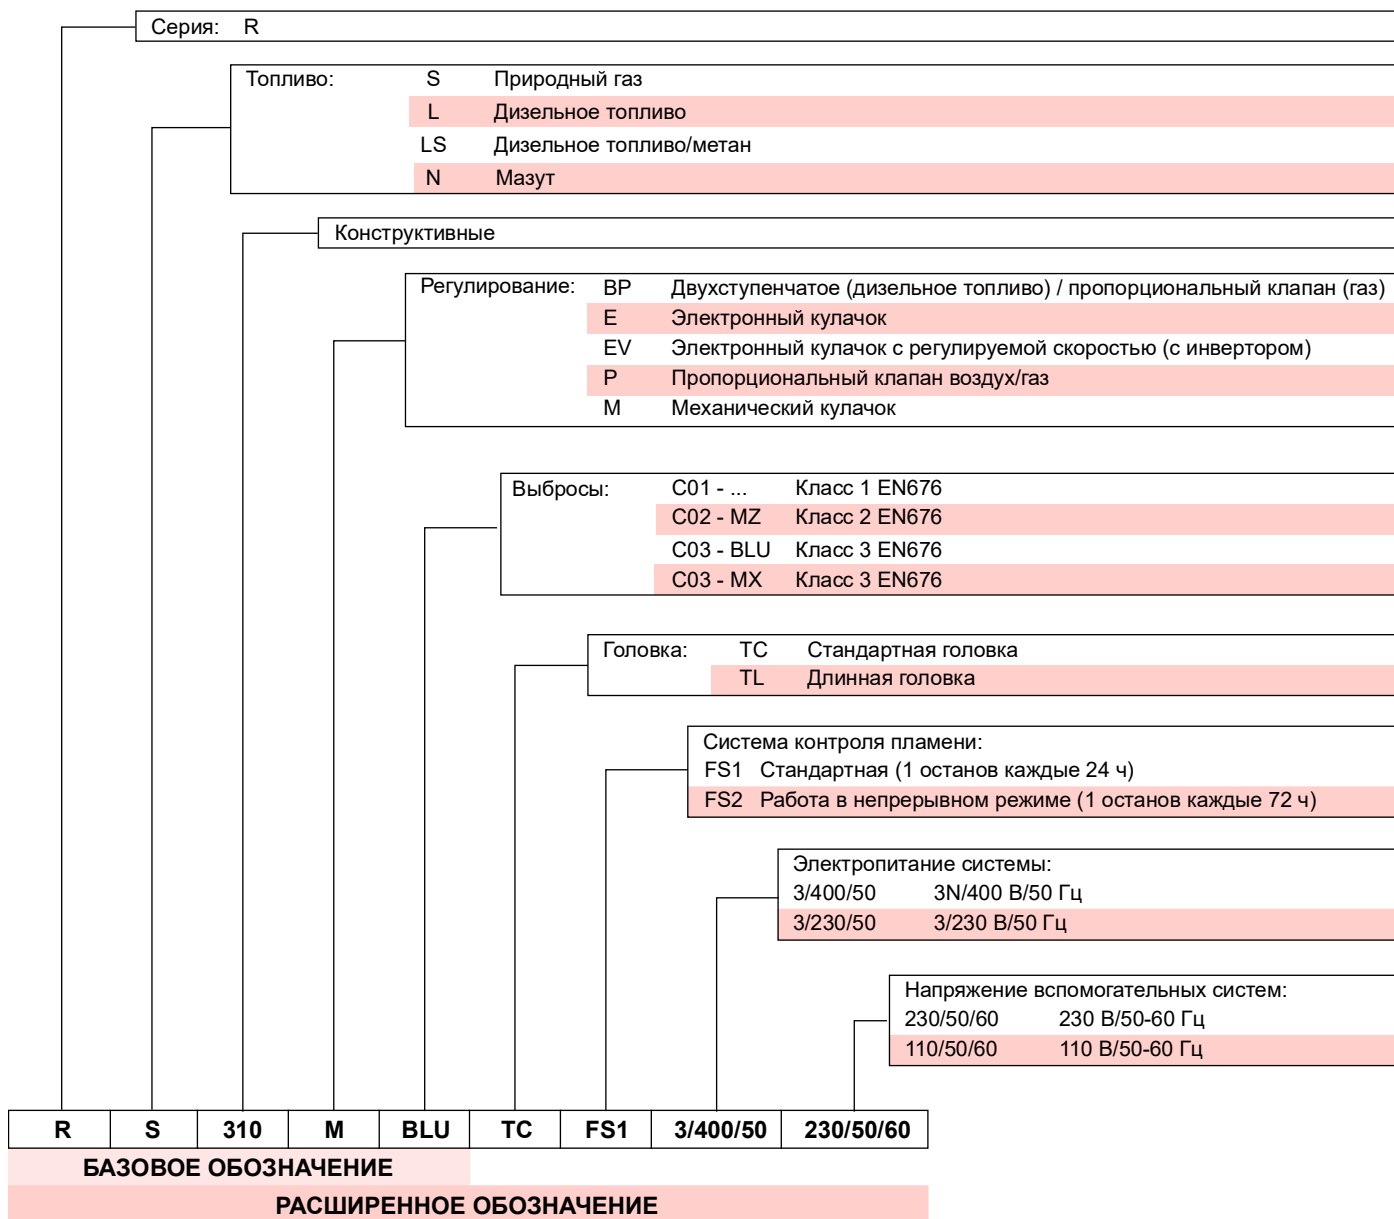 Серия: R
Топливо: S Природный газ
L Дизельное топливо
LS Дизельное топливо/метан
N Мазут
Конструктивные
Регулирование: BP Двухступенчатое (дизельное топливо) / пропорциональный клапан (газ)
E Электронный кулачок
EV Электронный кулачок с регулируемой скоростью (с инвертором)
P Пропорциональный клапан воздух/газ
M Механический кулачок
Выбросы: C01 - ... Класс 1 EN676
C02 - MZ Класс 2 EN676
C03 - BLU Класс 3 EN676
C03 - MX Класс 3 EN676
Головка: TC Стандартная головка
TL Длинная головка
Система контроля пламени:
FS1 Стандартная (1 останов каждые 24 ч)
FS2 Работа в непрерывном режиме (1 останов каждые 72 ч)
Электропитание системы:
3/400/50 3N/400 В/50 Гц
3/230/50 3/230 В/50 Гц
Напряжение вспомогательных систем:
230/50/60 230 В/50-60 Гц
110/50/60 110 В/50-60 Гц
R S 310 M BLU TC FS1 3/400/50 230/50/60
БАЗОВОЕ ОБОЗНАЧЕНИЕ
РАСШИРЕННОЕ ОБОЗНАЧЕНИЕ